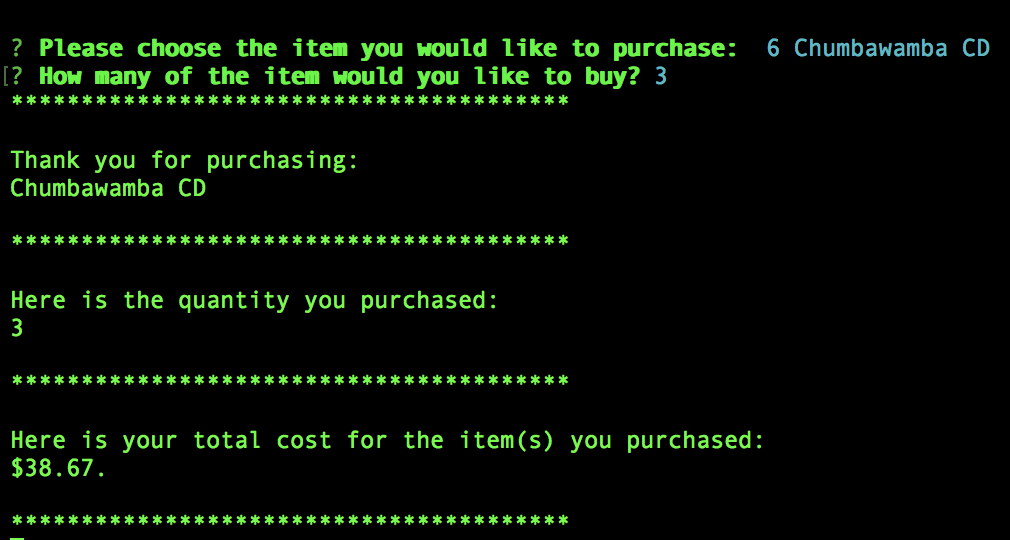 ? Please choose the item you would like to purchase:  6 Chumbawamba CD
[? How many of the item would you like to buy? 3
****************************************
Thank you for purchasing:
Chumbawamba CD
****************************************
Here is the quantity you purchased:
3
****************************************
Here is your total cost for the item(s) you purchased:
$38.67.
****************************************